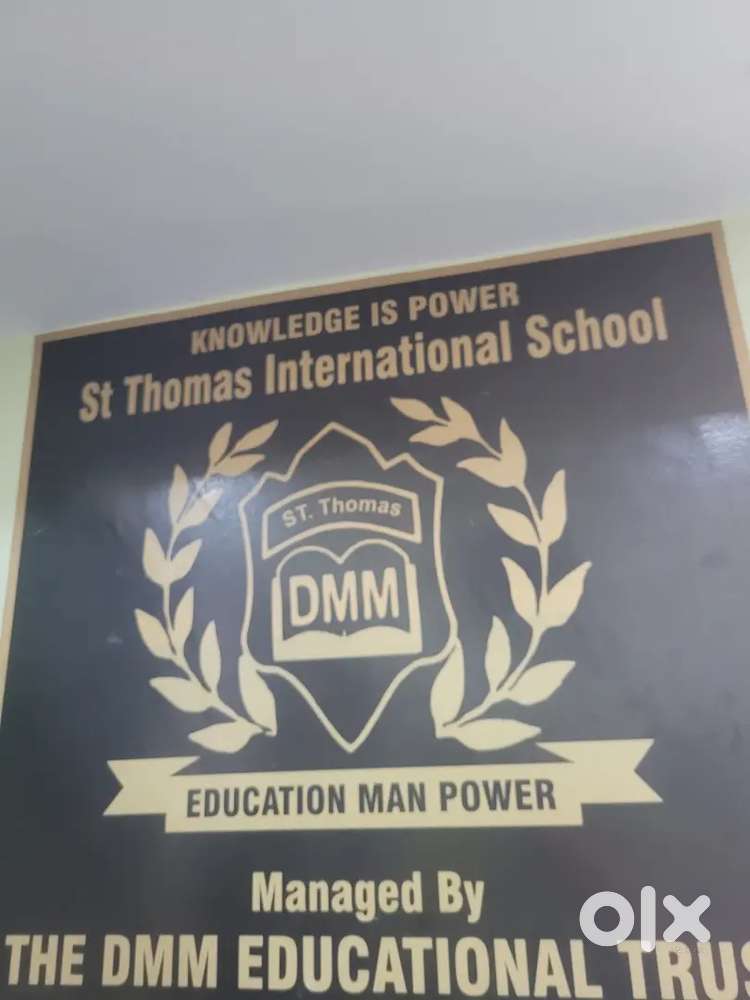 KNOWLEDGE IS POWER
St Thomas International School
ST. Thomas
DMM
EDUCATION MAN POWER
Managed By
THE DMM EDUCATIONAL TRUS
olx